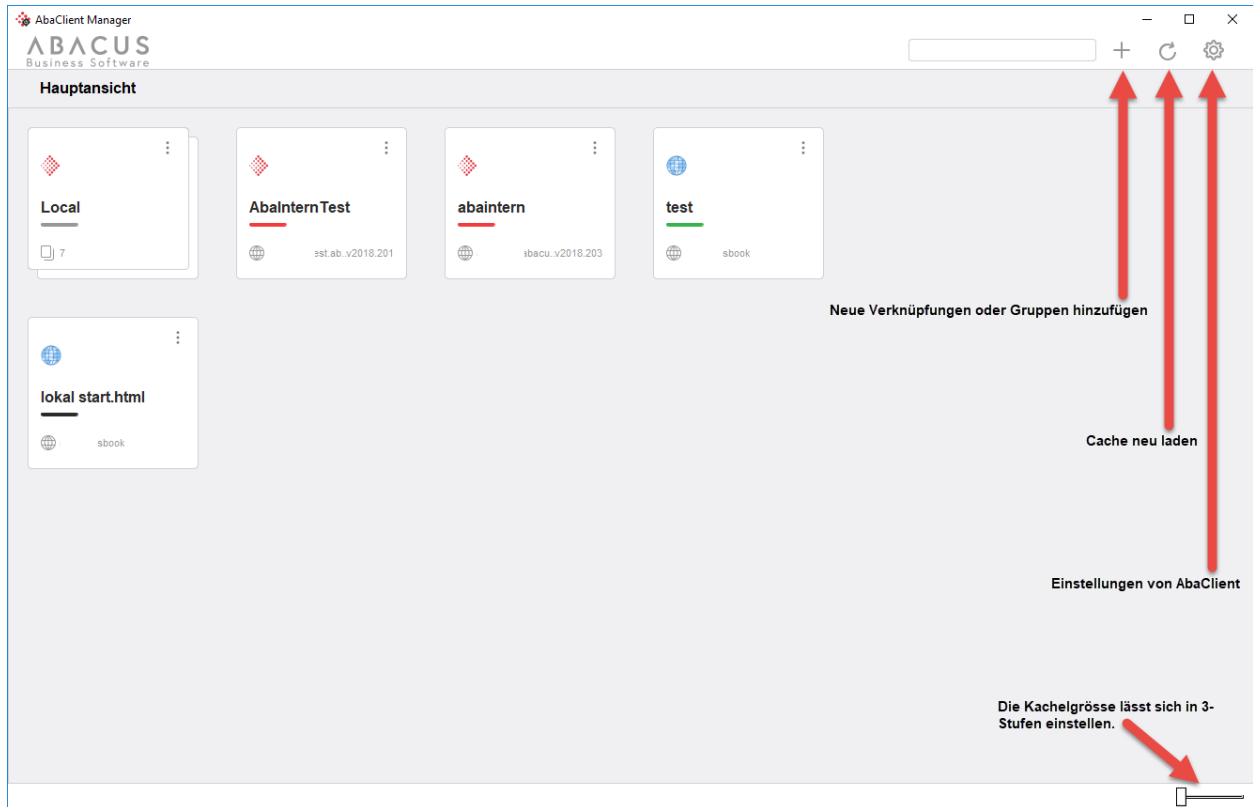 AbaClient Manager
ABACUS
Business Software
Hauptansicht
Local
7
AbaInternTest
est.ab..v2018.201
abaintern
abacu..v2018.203
test
sbook
Neue Verknüpfungen oder Gruppen hinzufügen
lokal start.html
sbook
Cache neu laden
Einstellungen von AbaClient
Die Kachelgrösse lässt sich in 3-
Stufen einstellen.